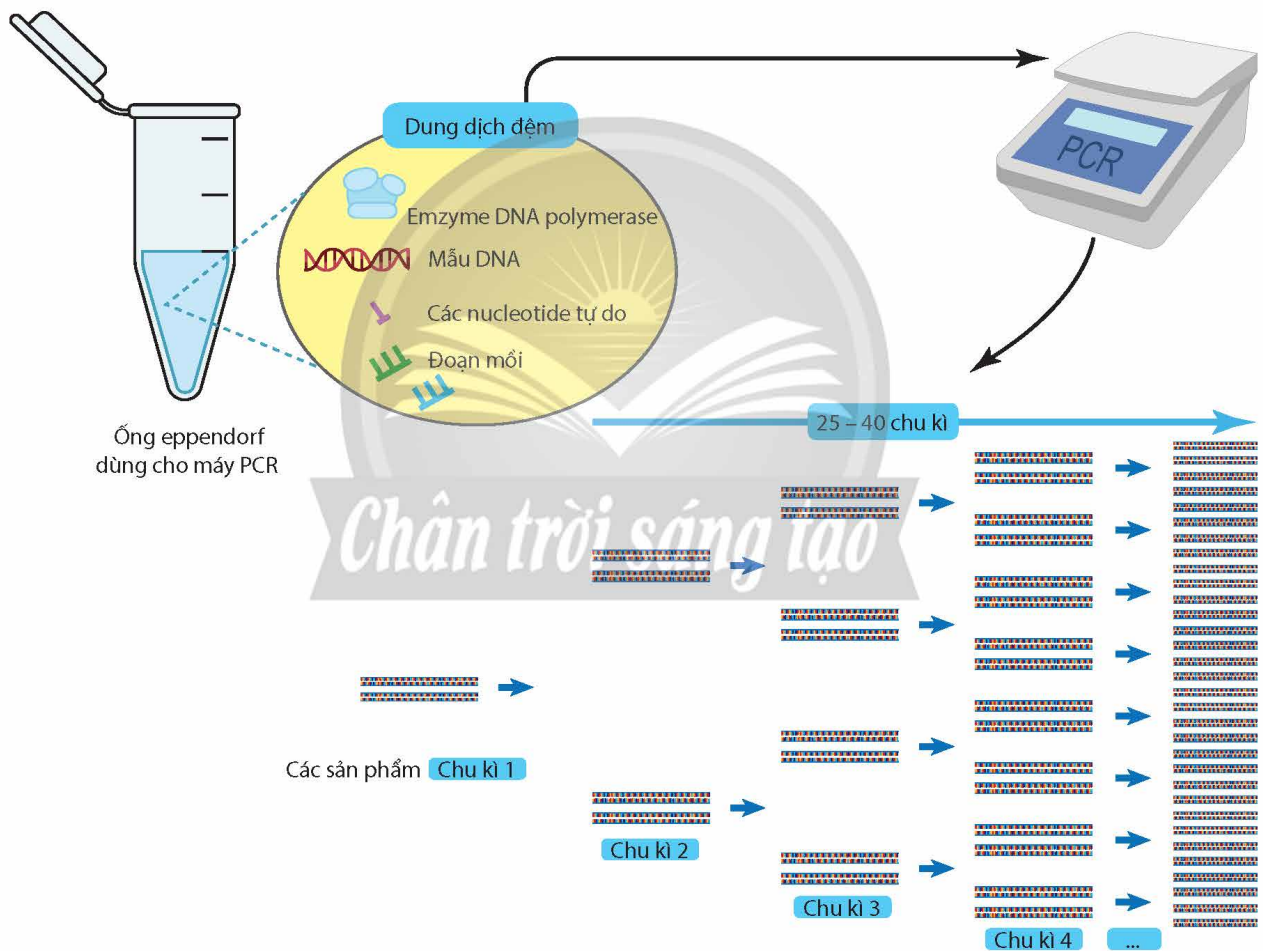 Dung dịch đệm
PCR
Emzyme DNA polymerase
Mẫu DNA
Các nucleotide tự do
Đoạn mồi
Ống eppendorf
dùng cho máy PCR
25 – 40 chu kì
Chân trời sáng tạo
Các sản phẩm Chu kì 1
Chu kì 2
Chu kì 3
Chu kì 4
...